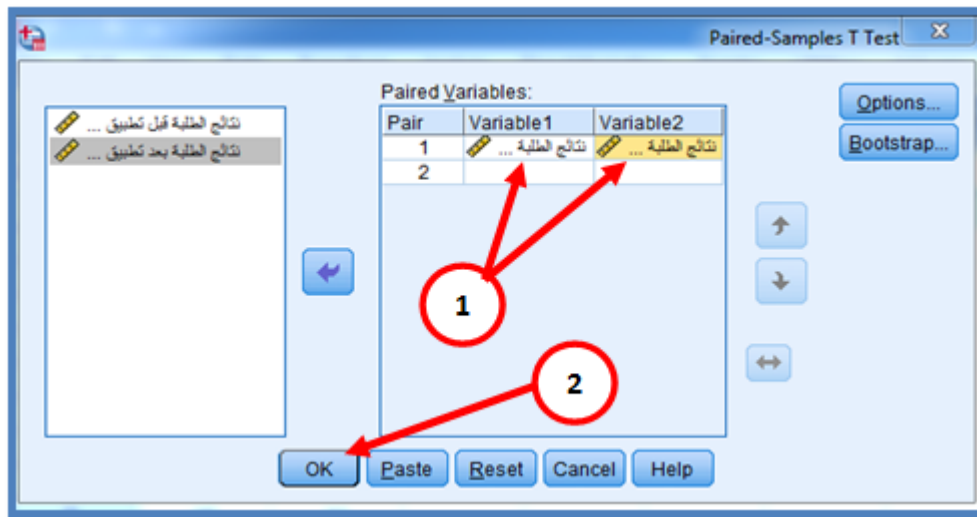 Paired-Samples T Test
نتائج الطلبة قبل تطبيق ...
نتائج الطلبة بعد تطبيق ...
Paired Variables:
Pair Variable1 Variable2
1 نتائج الطلبة ... نتائج الطلبة ...
2
Options...
Bootstrap...
1
2
OK Paste Reset Cancel Help